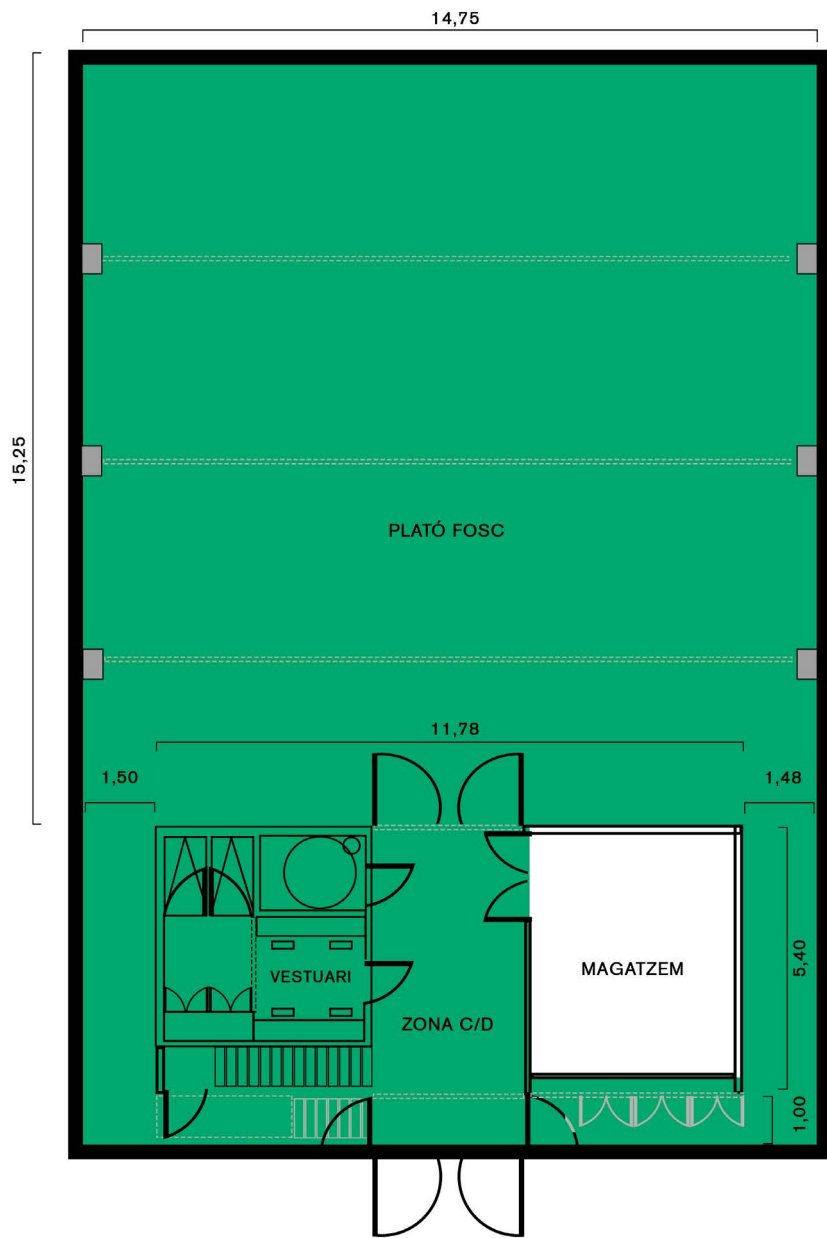 14,75
15,25
PLATÓ FOSC
11,78
1,50
1,48
5,40
MAGATZEM
VESTUARI
ZONA C/D
1,00